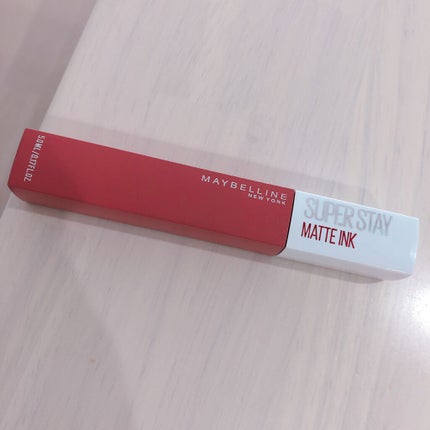 5.0ML/0.17FL.OZ
MAYBELLINE
NEW YORK
SUPER STAY
MATTE INK